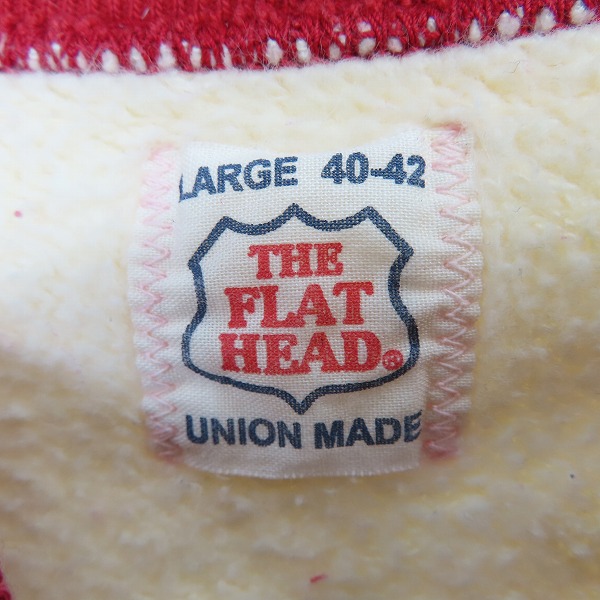 LARGE 40-42
THE
FLAT
HEAD®
UNION MADE